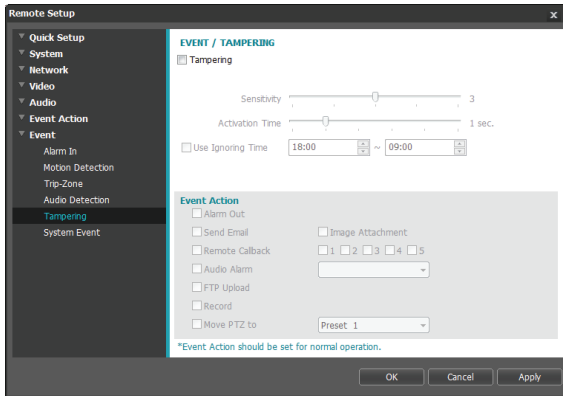 Remote Setup x
Quick Setup
System
Network
Video
Audio
Event Action
Event
Alarm In
Motion Detection
Trip-Zone
Audio Detection
Tampering
System Event
EVENT / TAMPERING
Tampering
Sensitivity 3
Activation Time 1 sec.
Use Ignoring Time 18:00 ~ 09:00
Event Action
Alarm Out
Send Email Image Attachment
Remote Callback 1 2 3 4 5
Audio Alarm
FTP Upload
Record
Move PTZ to Preset 1
*Event Action should be set for normal operation.
OK Cancel Apply